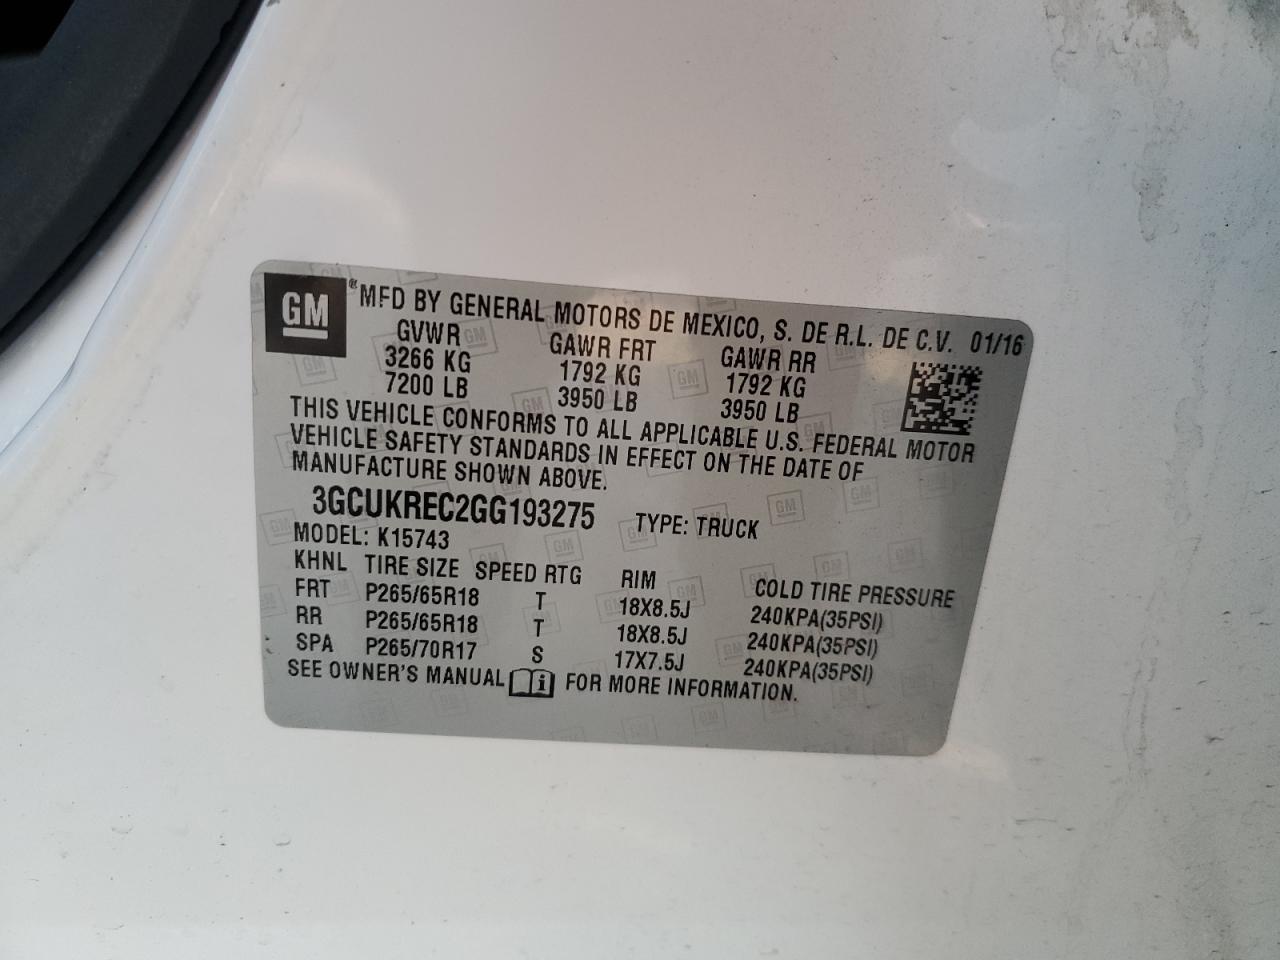 GM ® MFD BY GENERAL MOTORS DE MEXICO, S. DE R.L. DE C.V. 01/16
GVWR GAWR FRT GAWR RR
3266 KG 1792 KG 1792 KG
7200 LB 3950 LB 3950 LB
THIS VEHICLE CONFORMS TO ALL APPLICABLE U.S. FEDERAL MOTOR
VEHICLE SAFETY STANDARDS IN EFFECT ON THE DATE OF
MANUFACTURE SHOWN ABOVE.
3GCUKREC2GG193275 TYPE: TRUCK
MODEL: K15743
KHNL TIRE SIZE SPEED RTG RIM COLD TIRE PRESSURE
FRT P265/65R18 T 18X8.5J 240KPA(35PSI)
RR P265/65R18 T 18X8.5J 240KPA(35PSI)
SPA P265/70R17 S 17X7.5J 240KPA(35PSI)
SEE OWNER'S MANUAL i FOR MORE INFORMATION.